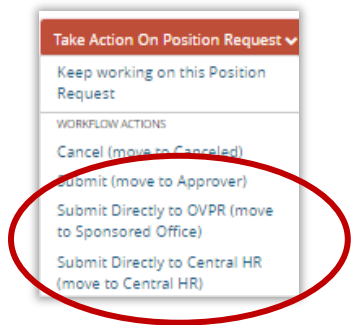 Take Action On Position Request
Keep working on this Position
Request
WORKFLOW ACTIONS
Cancel (move to Canceled)
Submit (move to Approver)
Submit Directly to OVPR (move
to Sponsored Office)
Submit Directly to Central HR
(move to Central HR)